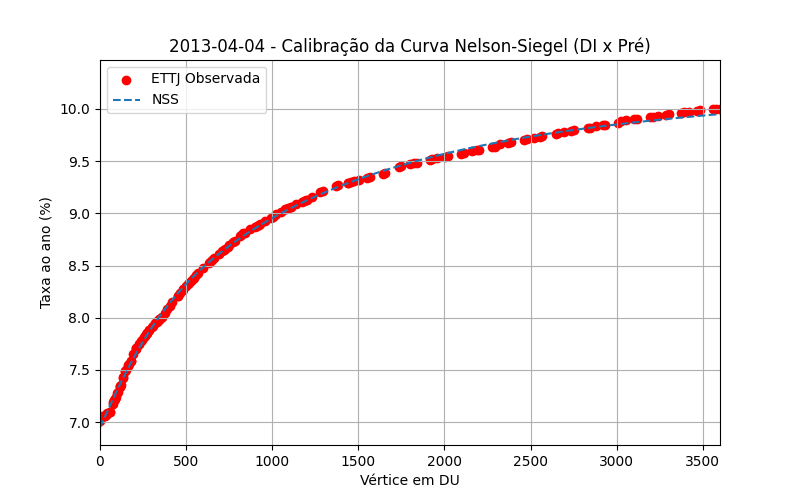 2013-04-04 - Calibração da Curva Nelson-Siegel (DI x Pré)
ETTJ Observada
NSS
Taxa ao ano (%)
10.0
9.5
9.0
8.5
8.0
7.5
7.0
0 500 1000 1500 2000 2500 3000 3500
Vértice em DU